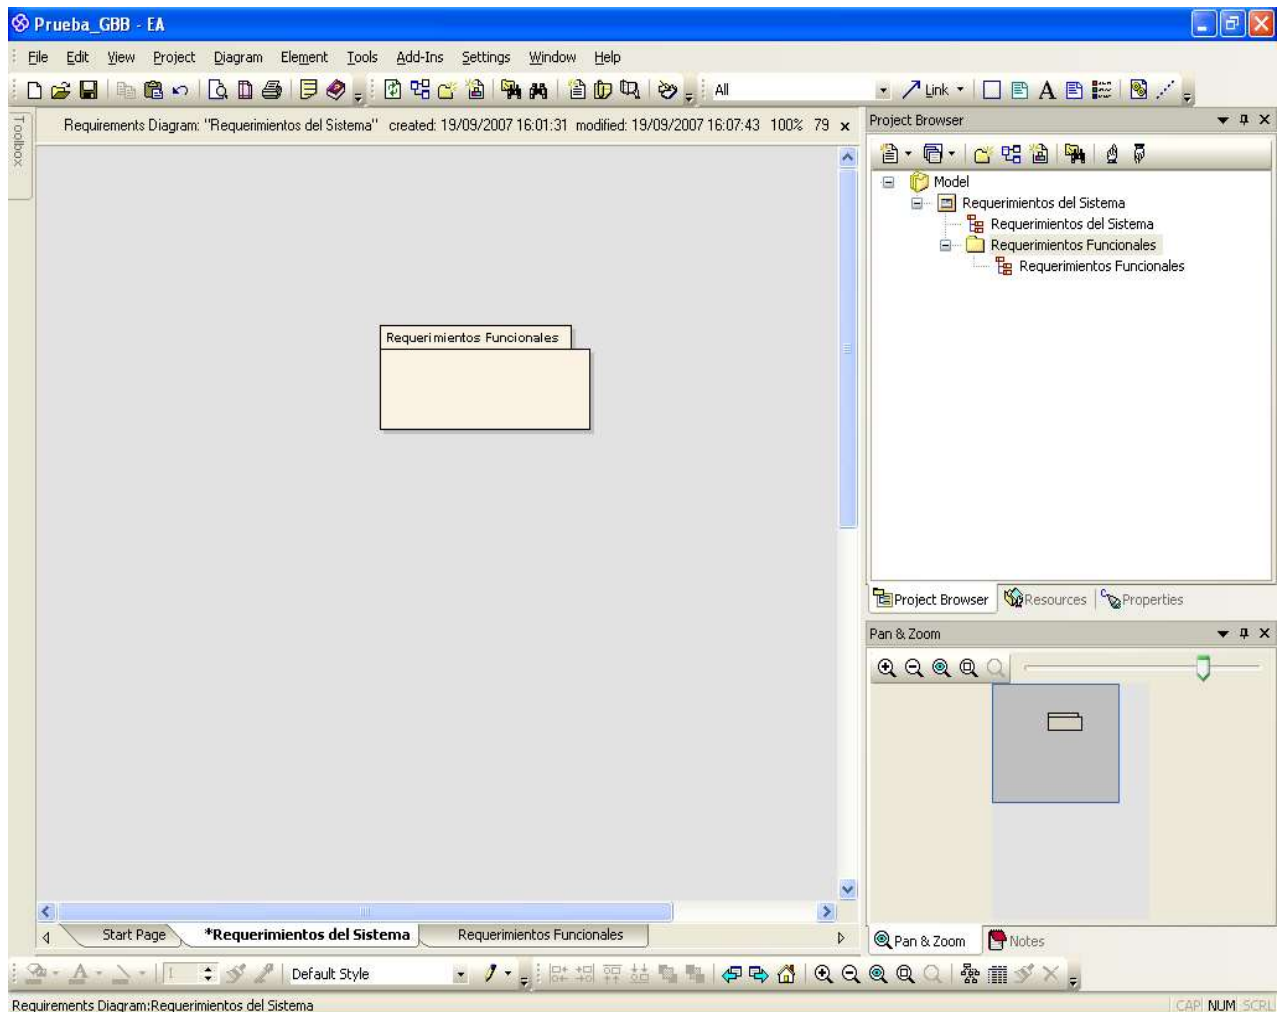 Prueba_GBB - EA
File Edit View Project Diagram Element Tools Add-Ins Settings Window Help
All
Link
A
Toolbox
Requirements Diagram: "Requerimientos del Sistema" created: 19/09/2007 16:01:31 modified: 19/09/2007 16:07:43 100% 79
Requerimientos Funcionales
Project Browser
Model
Requerimientos del Sistema
Requerimientos del Sistema
Requerimientos Funcionales
Requerimientos Funcionales
Project Browser Resources Properties
Pan & Zoom
Pan & Zoom Notes
Start Page *Requerimientos del Sistema Requerimientos Funcionales
A 1 Default Style
Requirements Diagram:Requerimientos del Sistema
CAP NUM SCRL